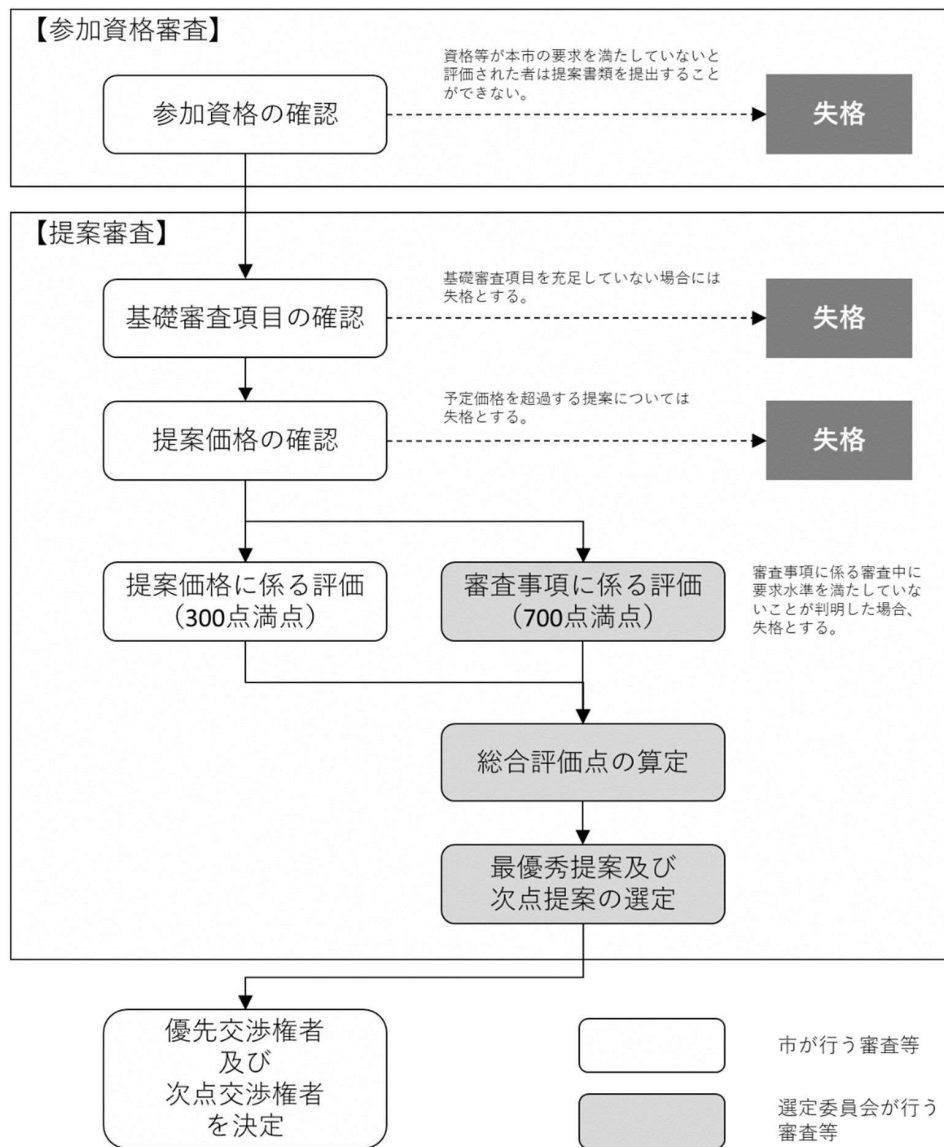 【参加資格審査】
資格等が本市の要求を満たしていないと
評価された者は提案書類を提出すること
ができない。
参加資格の確認
失格
【提案審査】
基礎審査項目を充足していない場合には
失格とする。
基礎審査項目の確認
失格
予定価格を超過する提案については
失格とする。
提案価格の確認
失格
提案価格に係る評価
（300点満点）
審査事項に係る評価
（700点満点）
審査事項に係る審査中に
要求水準を満たしていな
いことが判明した場合、
失格とする。
総合評価点の算定
最優秀提案及び
次点提案の選定
優先交渉権者
及び
次点交渉権者
を決定
市が行う審査等
選定委員会が行う
審査等